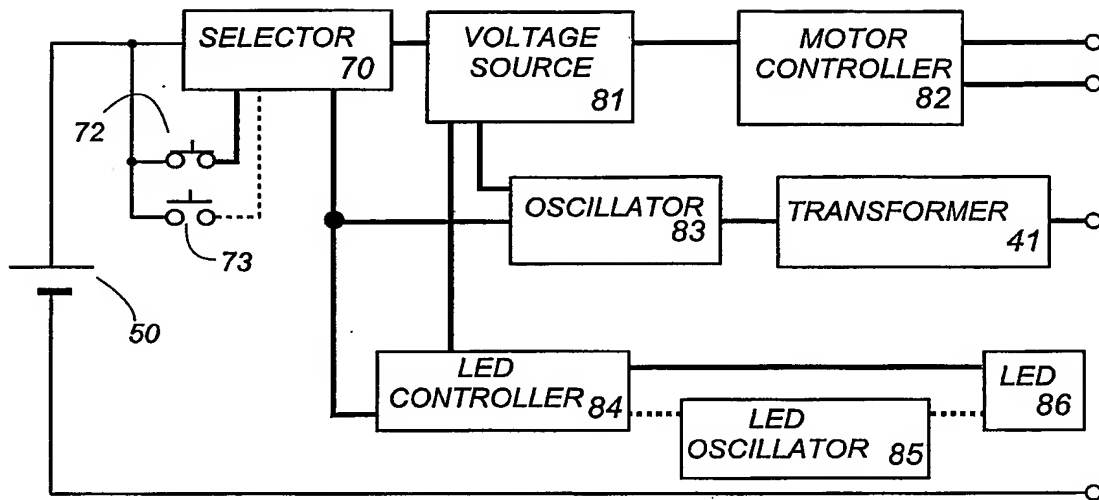 SELECTOR
70
VOLTAGE
SOURCE
81
MOTOR
CONTROLLER
82
72
73
50
OSCILLATOR
83
TRANSFORMER
41
LED
CONTROLLER
84
LED
OSCILLATOR
85
LED
86